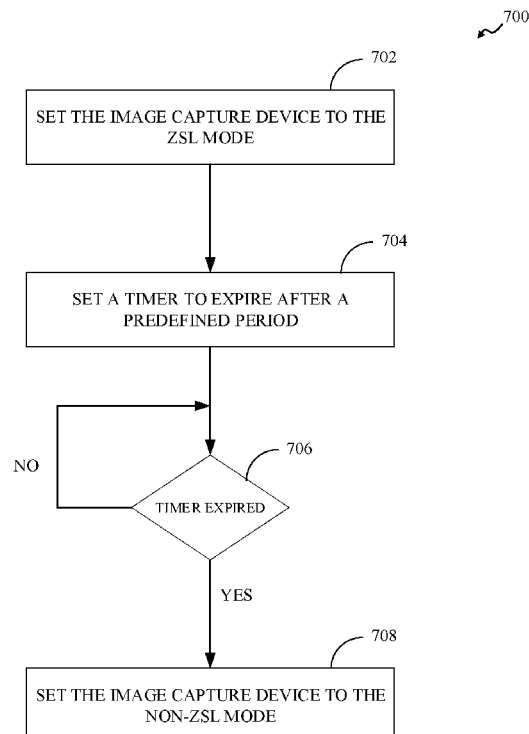 700
702
SET THE IMAGE CAPTURE DEVICE TO THE
ZSL MODE
704
SET A TIMER TO EXPIRE AFTER A
PREDEFINED PERIOD
NO
706
TIMER EXPIRED
YES
708
SET THE IMAGE CAPTURE DEVICE TO THE
NON-ZSL MODE